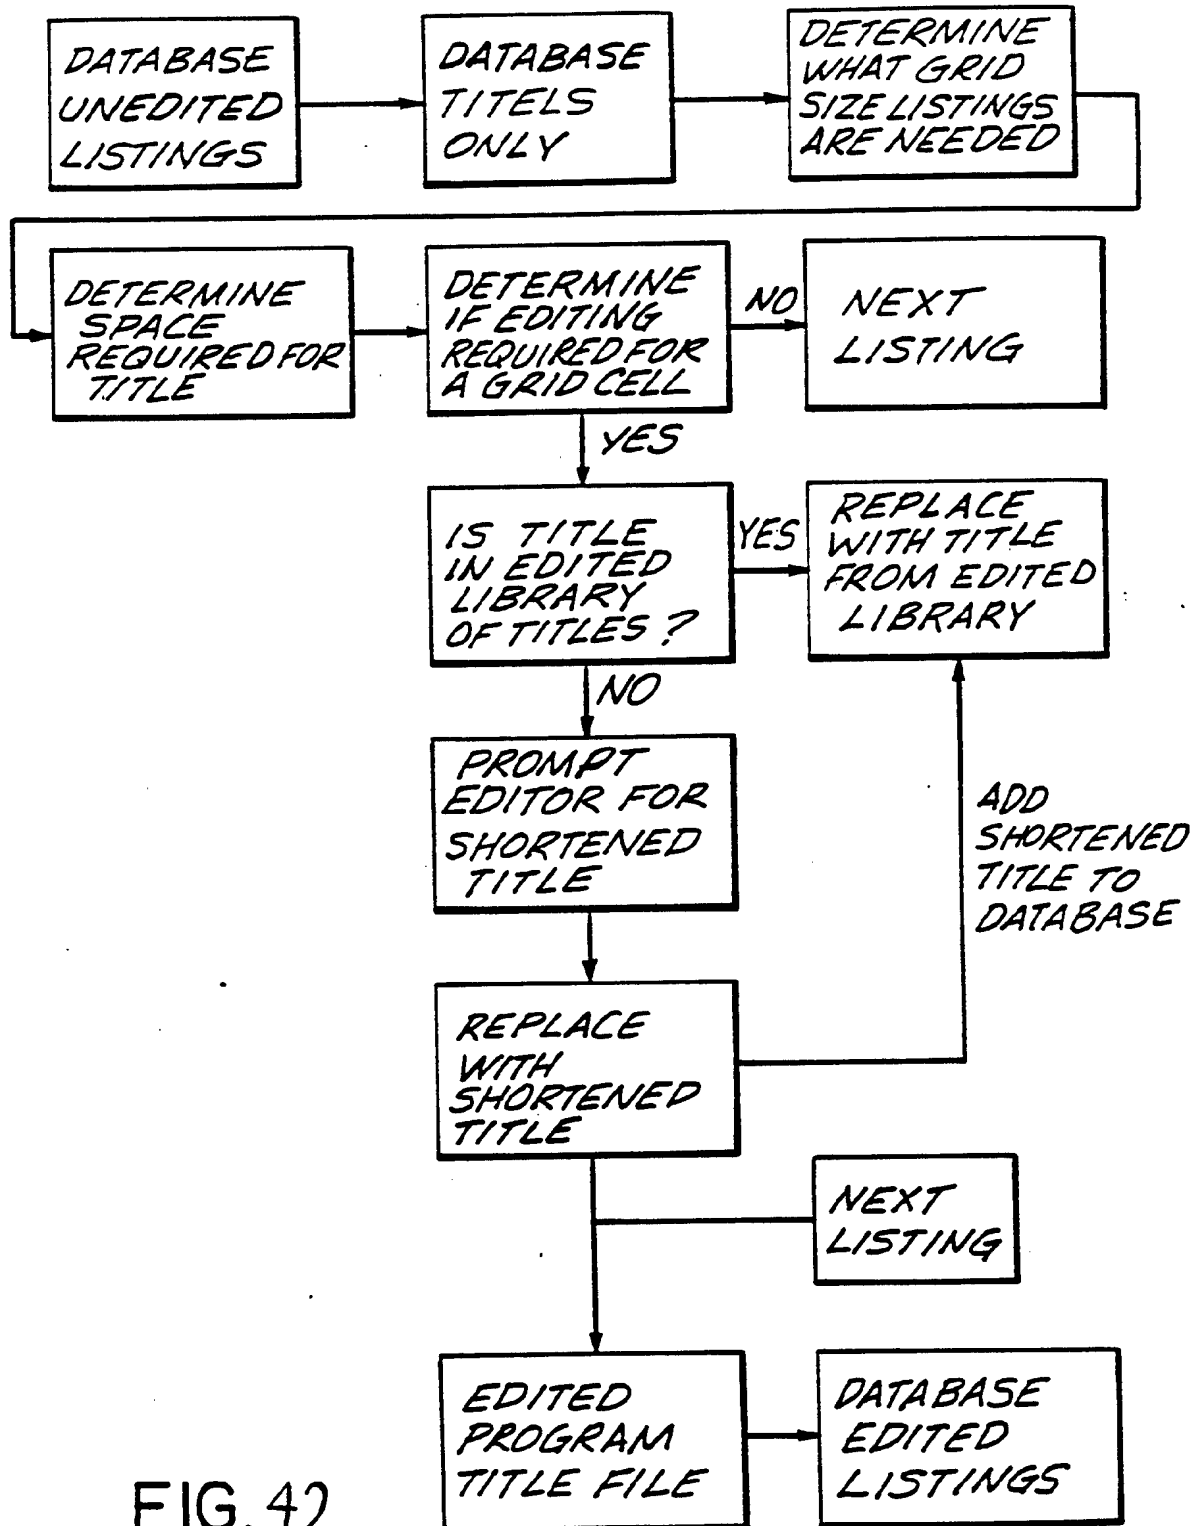 DATABASE
UNEDITED
LISTINGS
DATABASE
TITELS
ONLY
DETERMINE
WHAT GRID
SIZE LISTINGS
ARE NEEDED
DETERMINE
SPACE
REQUIRED FOR
TITLE
DETERMINE
IF EDITING
REQUIRED FOR
A GRID CELL
NO
NEXT
LISTING
YES
IS TITLE
IN EDITED
LIBRARY
OF TITLES?
YES
REPLACE
WITH TITLE
FROM EDITED
LIBRARY
NO
PROMPT
EDITOR FOR
SHORTENED
TITLE
ADD
SHORTENED
TITLE TO
DATABASE
REPLACE
WITH
SHORTENED
TITLE
NEXT
LISTING
EDITED
PROGRAM
TITLE FILE
DATABASE
EDITED
LISTINGS
FIG. 42